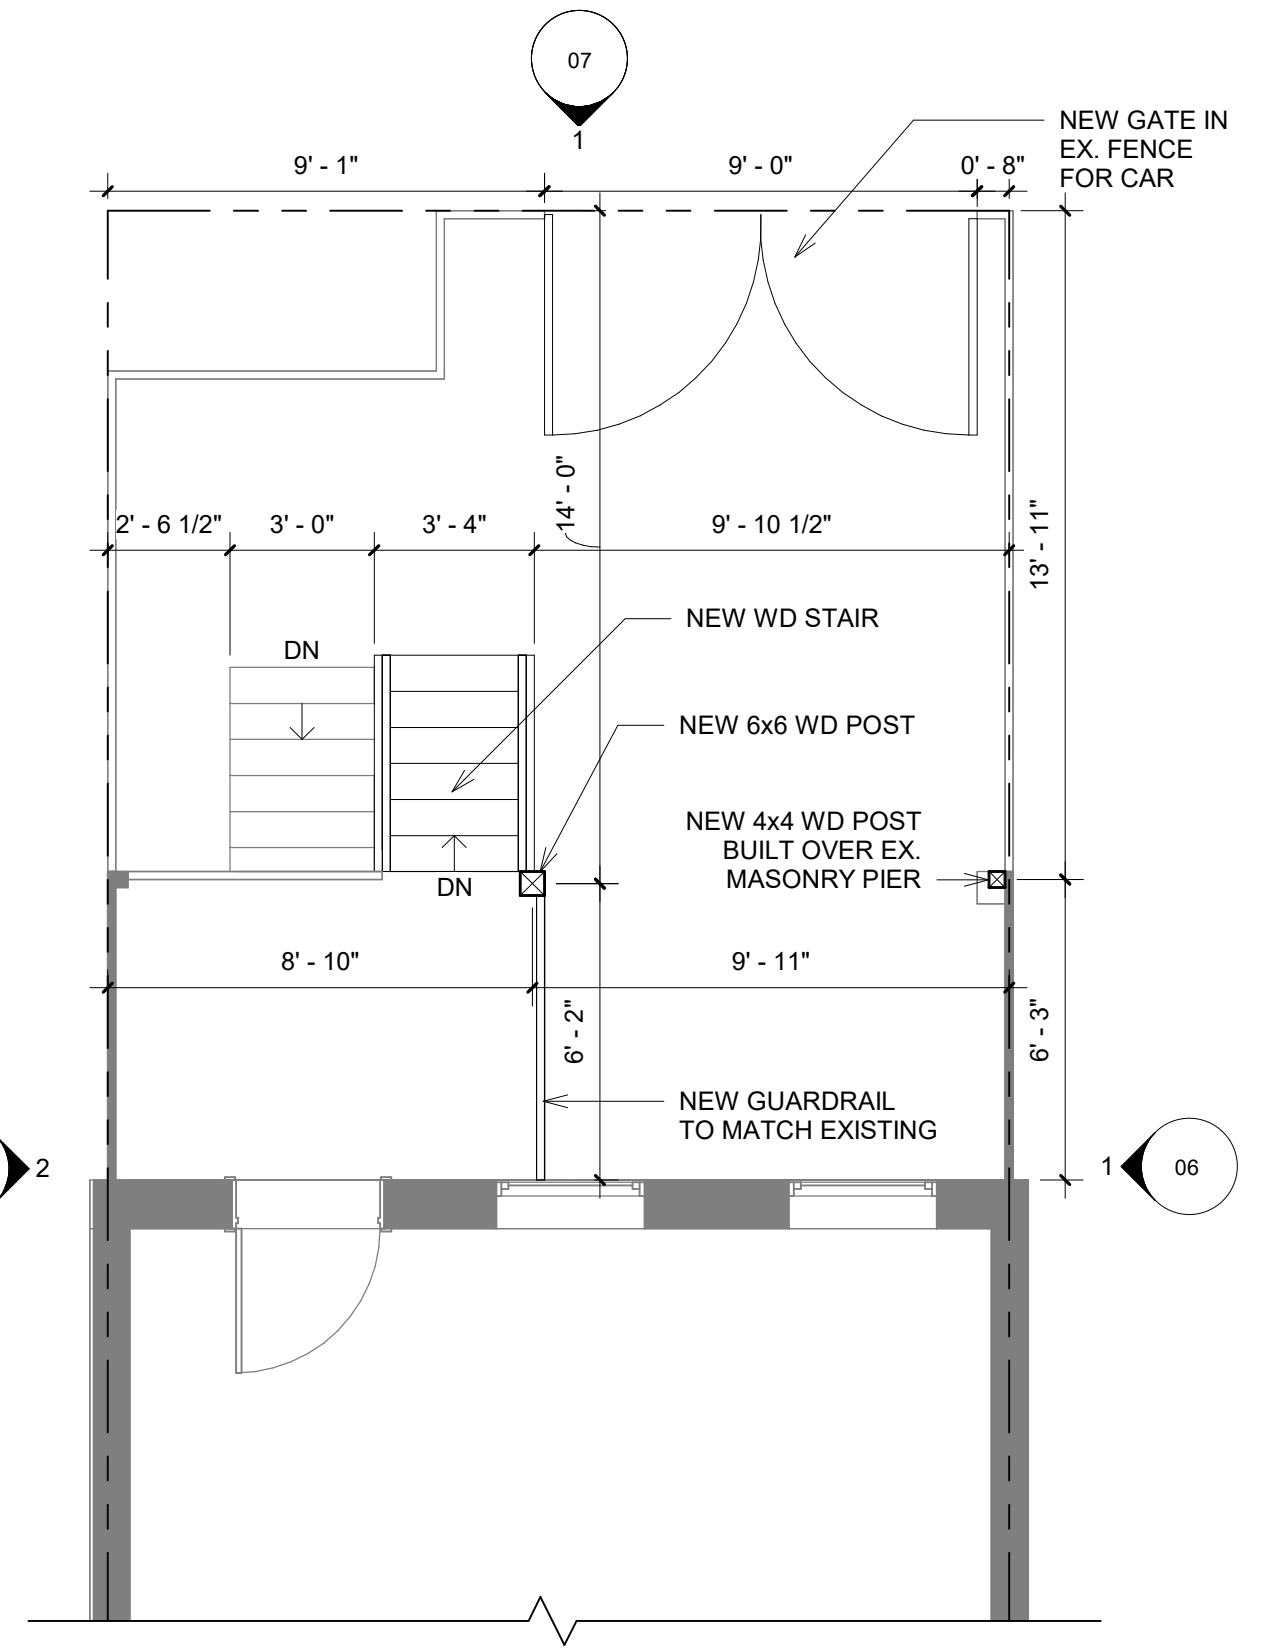 07
1
NEW GATE IN
EX. FENCE
FOR CAR
9' - 1"
9' - 0"
0' - 8"
14' - 0"
13' - 11"
2' - 6 1/2"
3' - 0"
3' - 4"
9' - 10 1/2"
NEW WD STAIR
DN
NEW 6x6 WD POST
NEW 4x4 WD POST
BUILT OVER EX.
MASONRY PIER
DN
8' - 10"
9' - 11"
6' - 2"
6' - 3"
NEW GUARDRAIL
TO MATCH EXISTING
2
1
06